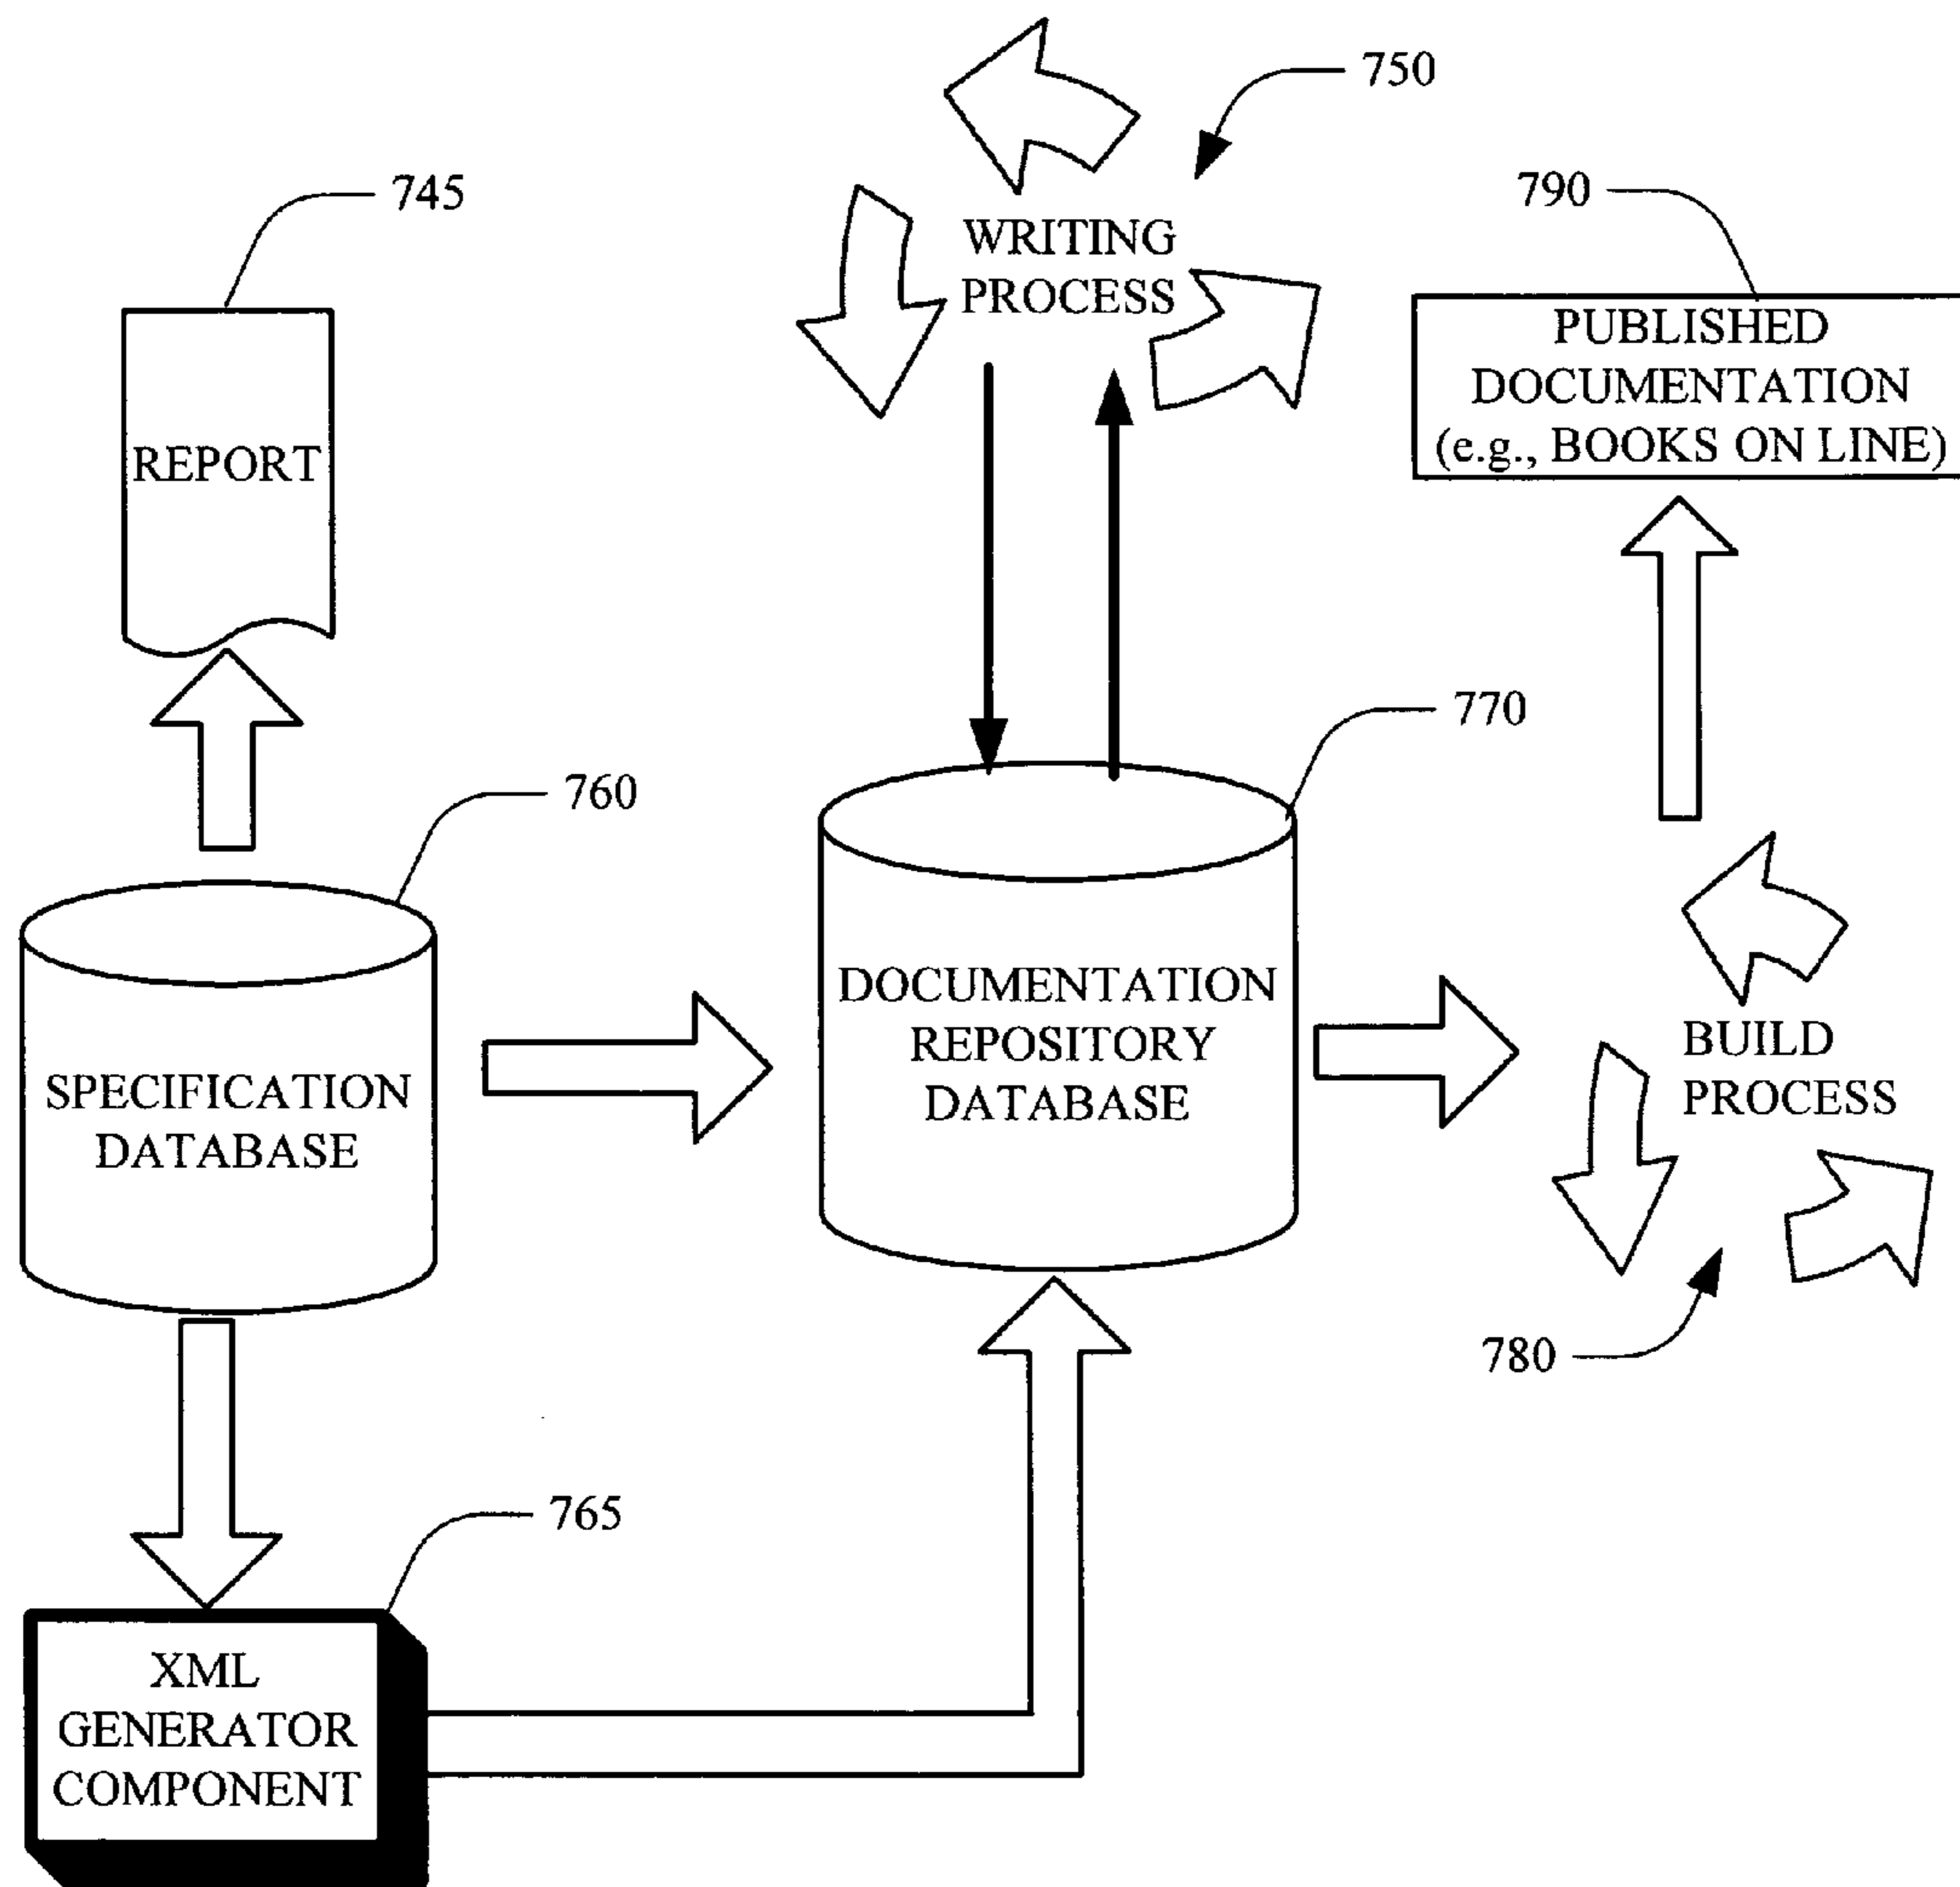 750
745
790
WRITING
PROCESS
PUBLISHED
DOCUMENTATION
(e.g., BOOKS ON LINE)
REPORT
770
760
DOCUMENTATION
REPOSITORY
DATABASE
BUILD
PROCESS
SPECIFICATION
DATABASE
780
765
XML
GENERATOR
COMPONENT